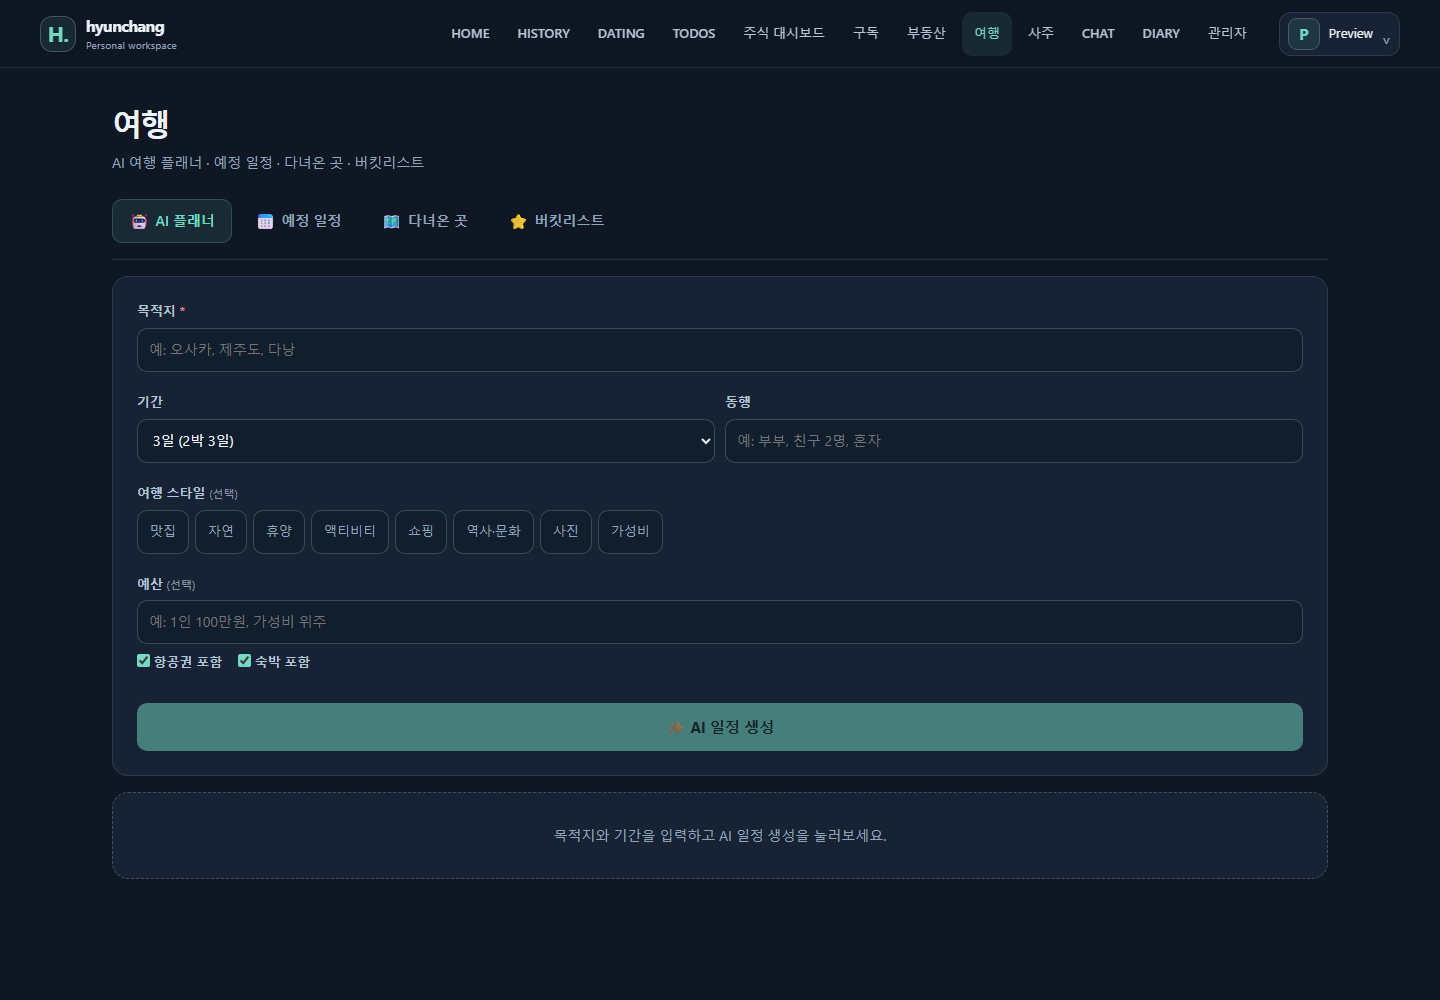 H. hyunchang
Personal workspace
HOME HISTORY DATING TODOS 주식 대시보드 구독 부동산 여행 사주 CHAT DIARY 관리자 P Preview v
여행
AI 여행 플래너 · 예정 일정 · 다녀온 곳 · 버킷리스트
AI 플래너 예정 일정 다녀온 곳 버킷리스트
목적지 *
예: 오사카, 제주도, 다낭
기간 동행
3일 (2박 3일) 예: 부부, 친구 2명, 혼자
여행 스타일 (선택)
맛집 자연 휴양 액티비티 쇼핑 역사·문화 사진 가성비
예산 (선택)
예: 1인 100만원, 가성비 위주
항공권 포함 숙박 포함
✨ AI 일정 생성
목적지와 기간을 입력하고 AI 일정 생성을 눌러보세요.